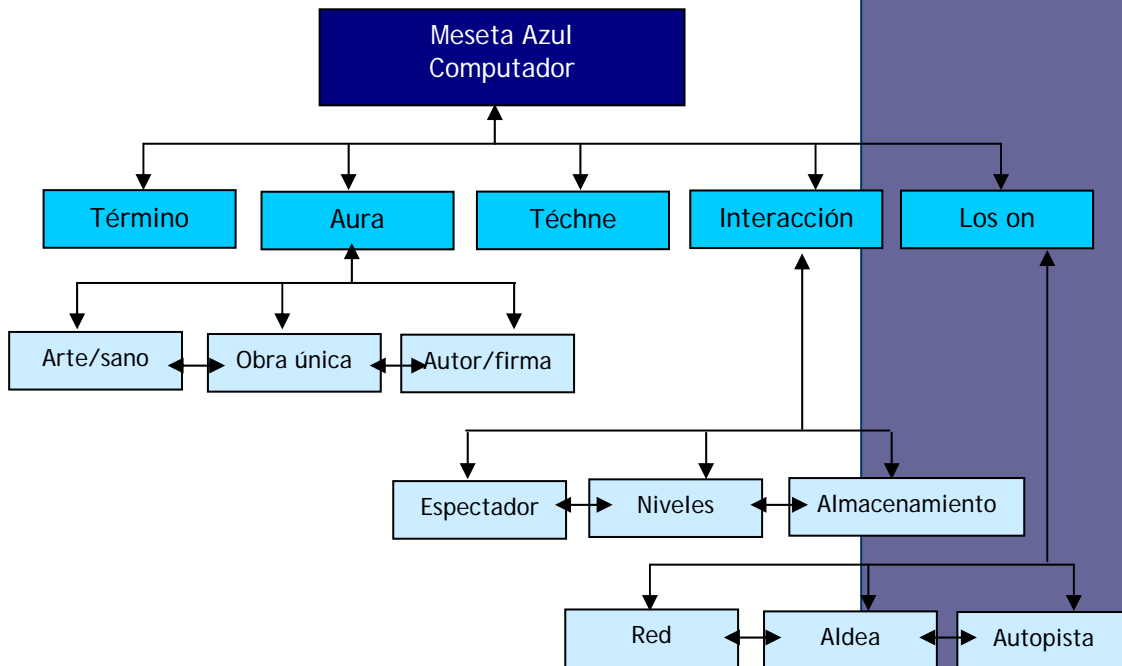 Meseta Azul
Computador
Término
Aura
Téchne
Interacción
Los on
Arte/sano
Obra única
Autor/firma
Espectador
Niveles
Almacenamiento
Red
Aldea
Autopista